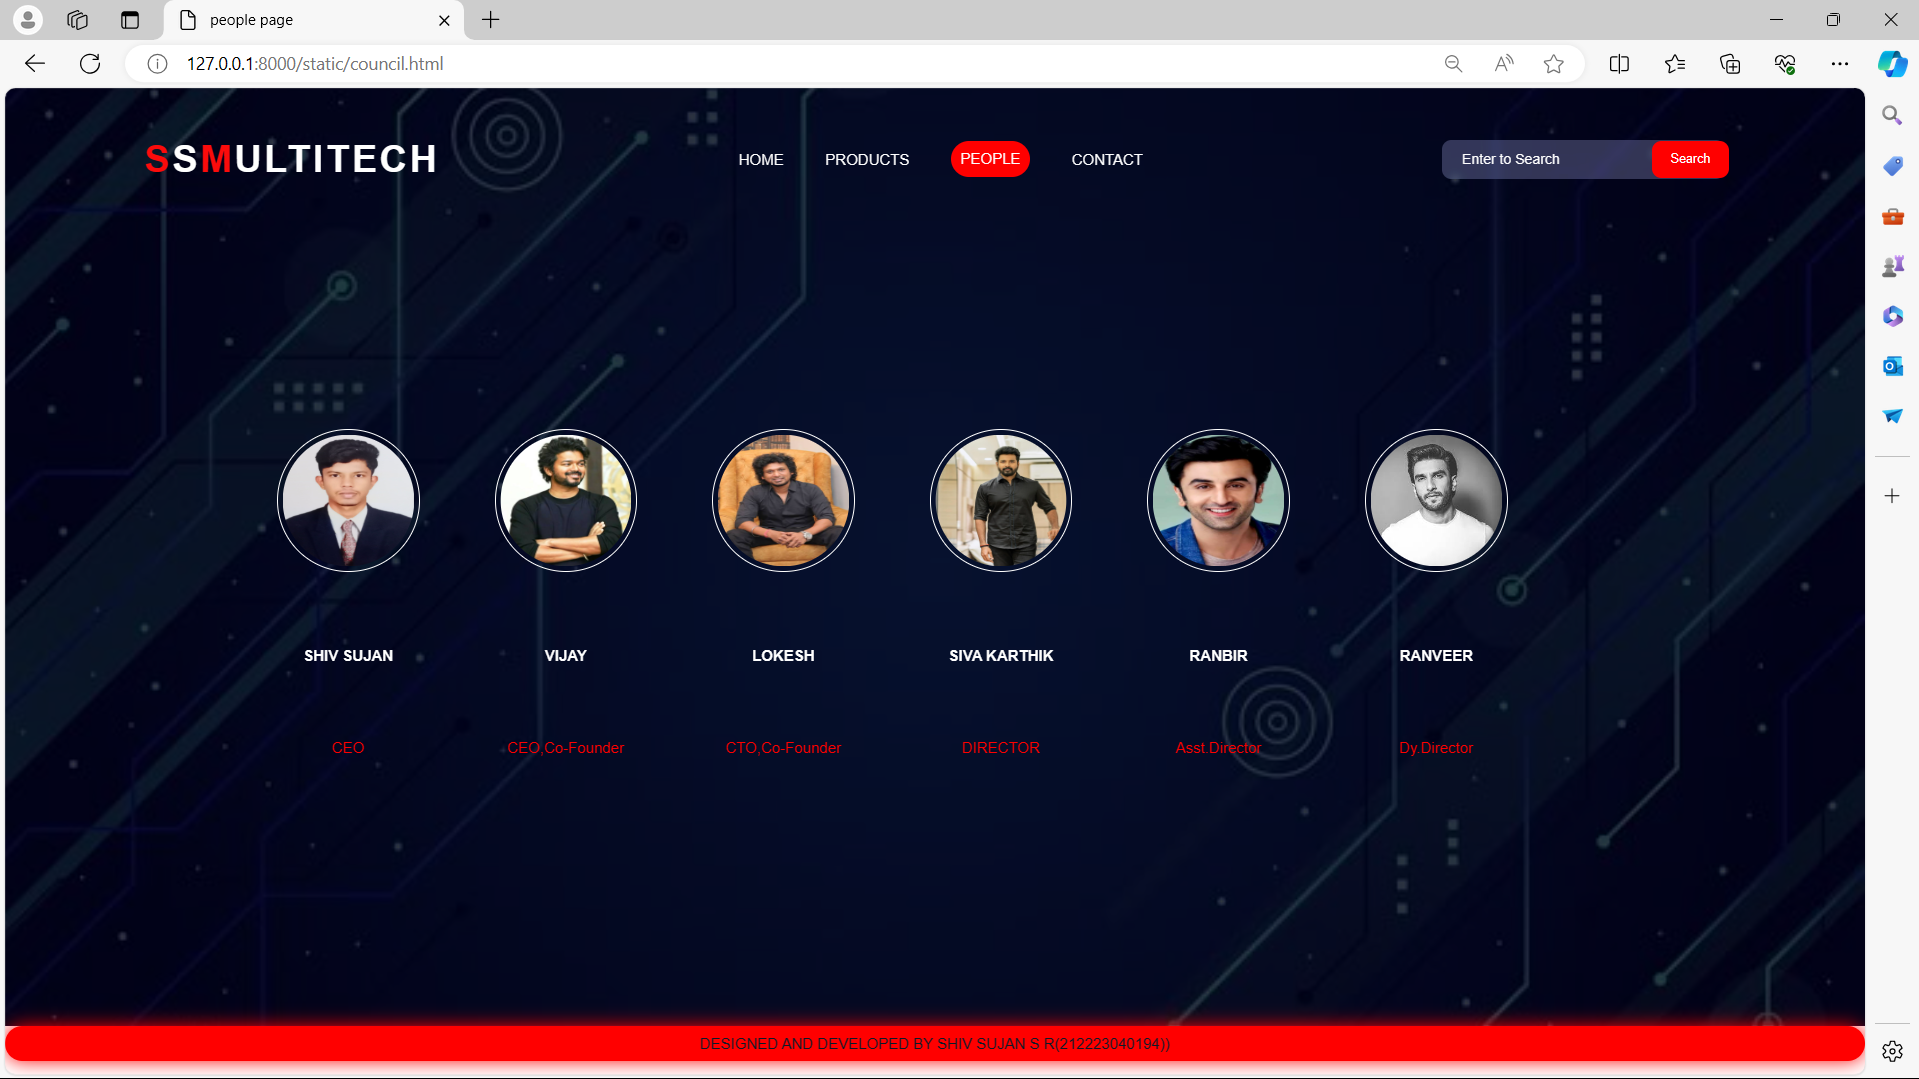 people page
127.0.0.1:8000/static/council.html
SSMULTITECH
HOME PRODUCTS PEOPLE CONTACT
Enter to Search Search
SHIV SUJAN VIJAY LOKESH SIVA KARTHIK RANBIR RANVEER
CEO CEO,Co-Founder CTO,Co-Founder DIRECTOR Asst.Director Dy.Director
DESIGNED AND DEVELOPED BY SHIV SUJAN S R(212223040194))